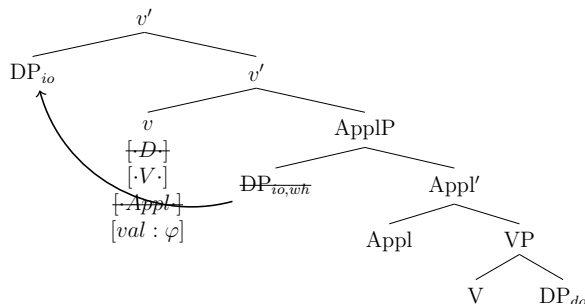 v′
DP_io v′
v ApplP
[·D·]
[·V·] DP_io,wh Appl′
[·Appl·]
[val : φ] Appl VP
V DP_do